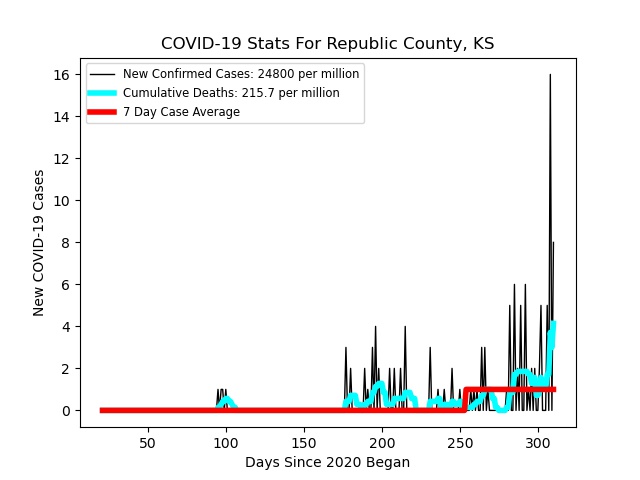 COVID-19 Stats For Republic County, KS
New Confirmed Cases: 24800 per million
Cumulative Deaths: 215.7 per million
7 Day Case Average
New COVID-19 Cases
16
14
12
10
8
6
4
2
0
50 100 150 200 250 300
Days Since 2020 Began